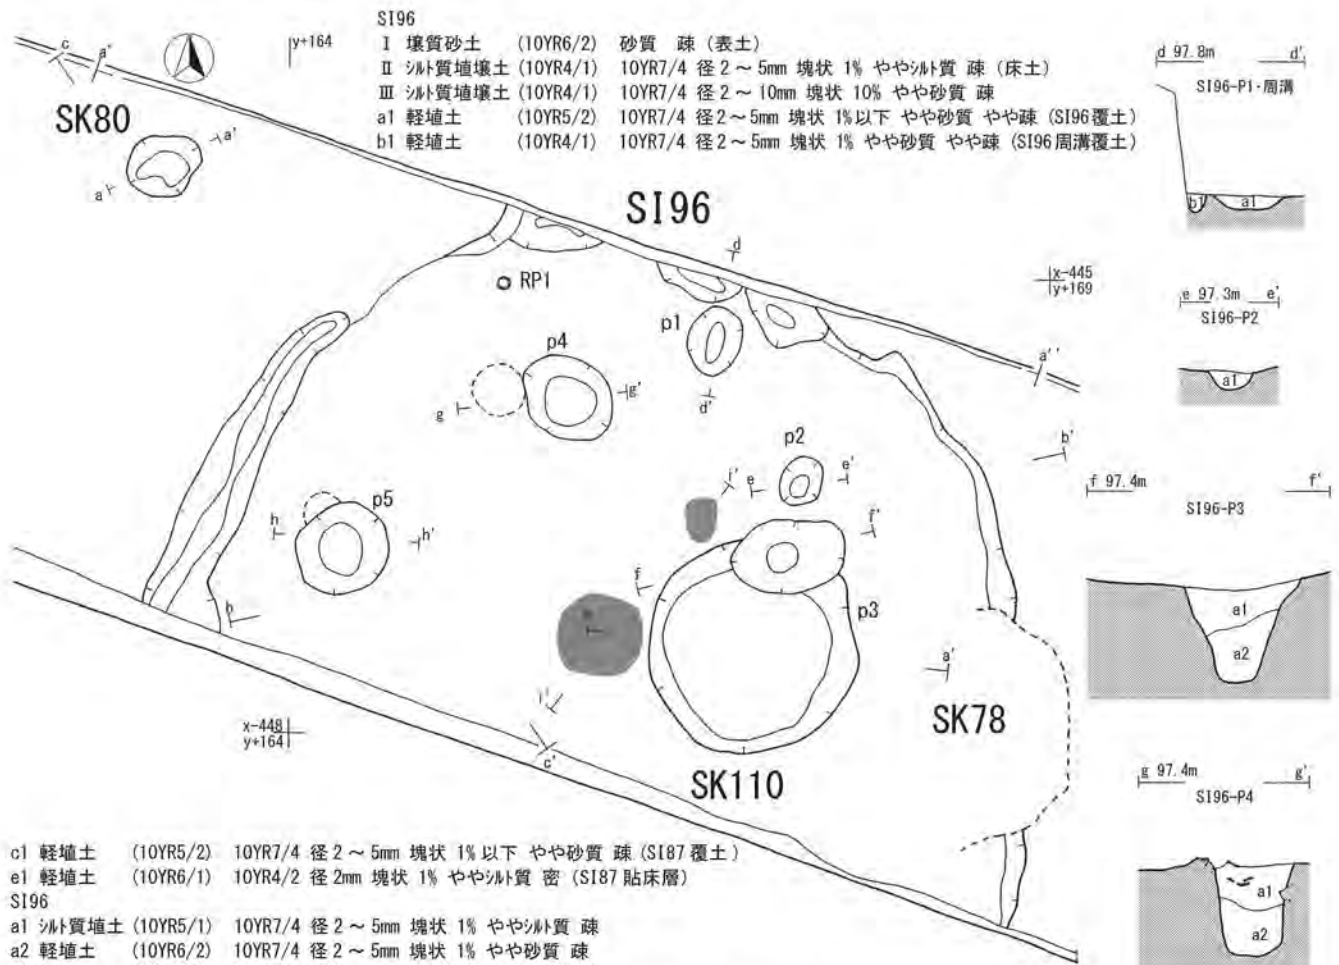 SI96
Ⅰ 壌質砂土 (10YR6/2) 砂質 疎 (表土)
Ⅱ シルト質埴壌土 (10YR4/1) 10YR7/4 径2～5mm 塊状 1% ややシルト質 疎 (床土)
Ⅲ シルト質埴壌土 (10YR4/1) 10YR7/4 径2～10mm 塊状 10% やや砂質 疎
a1 軽埴土 (10YR5/2) 10YR7/4 径2～5mm 塊状 1%以下 やや砂質 やや疎 (SI96覆土)
b1 軽埴土 (10YR4/1) 10YR7/4 径2～5mm 塊状 1% やや砂質 やや疎 (SI96周溝覆土)
c
a'
y+164
SK80
a'
a
SI96
d
RP1
p1
p4
g
g'
d'
x-445
y+169
a''
b'
p2
i'
e
e'
p5
h
h'
f'
f
p3
b
a'
SK78
x-448
y+164
c'
SK110
d 97.8m d'
SI96-P1・周溝
b1
a1
e 97.3m e'
SI96-P2
a1
f 97.4m f'
SI96-P3
a1
a2
g 97.4m g'
SI96-P4
a1
a2
c1 軽埴土 (10YR5/2) 10YR7/4 径2～5mm 塊状 1%以下 やや砂質 疎 (SI87覆土)
e1 軽埴土 (10YR6/1) 10YR4/2 径2mm 塊状 1% ややシルト質 密 (SI87貼床層)
SI96
a1 シルト質埴土 (10YR5/1) 10YR7/4 径2～5mm 塊状 1% ややシルト質 疎
a2 軽埴土 (10YR6/2) 10YR7/4 径2～5mm 塊状 1% やや砂質 疎